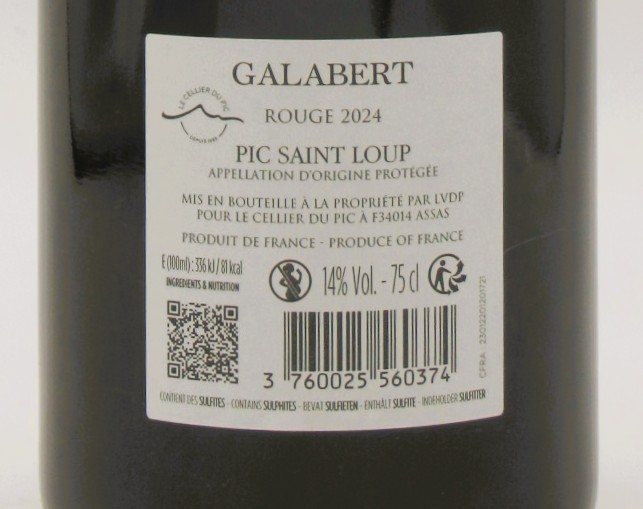 GALABERT
LE CELLIER DU PIC
ROUGE 2024
PIC SAINT LOUP
APPELLATION D'ORIGINE PROTÉGÉE
MIS EN BOUTEILLE À LA PROPRIÉTÉ PAR LVDP
POUR LE CELLIER DU PIC À F34014 ASSAS
PRODUIT DE FRANCE - PRODUCE OF FRANCE
E (100ml) : 336 kJ / 81 kcal
INGREDIENTS & NUTRITION
14% Vol. - 75 cl
3 760025 560374
CONTIENT DES SULFITES - CONTAINS SULPHITES - BEVAT SULFIETEN - ENTHÄLT SULFITE - INDEHOLDER SULFITTER